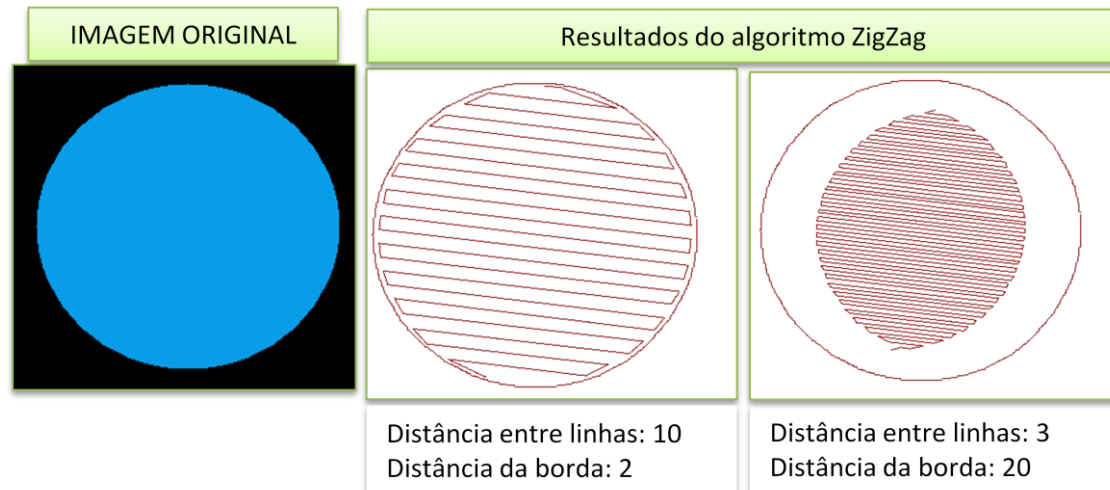 IMAGEM ORIGINAL
Resultados do algoritmo ZigZag
Distância entre linhas: 10
Distância da borda: 2
Distância entre linhas: 3
Distância da borda: 20